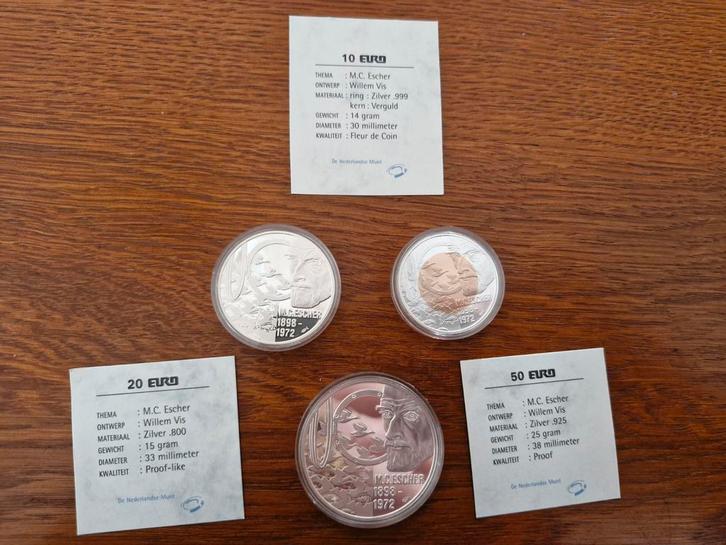 10 EURO
THEMA : M.C. Escher
ONTWERP : Willem Vis
MATERIAAL : ring : Zilver .999
kern : Verguld
GEWICHT : 14 gram
DIAMETER : 30 millimeter
KWALITEIT : Fleur de Coin
De Nederlandse Munt
M.C.ESCHER
1898-
1972
M.C.ESCHER
1898-
1972
20 EURO
THEMA : M.C. Escher
ONTWERP : Willem Vis
MATERIAAL : Zilver .800
GEWICHT : 15 gram
DIAMETER : 33 millimeter
KWALITEIT : Proof-like
De Nederlandse Munt
M.C.ESCHER
1898-
1972
50 EURO
THEMA : M.C. Escher
ONTWERP : Willem Vis
MATERIAAL : Zilver .925
GEWICHT : 25 gram
DIAMETER : 38 millimeter
KWALITEIT : Proof
De Nederlandse Munt